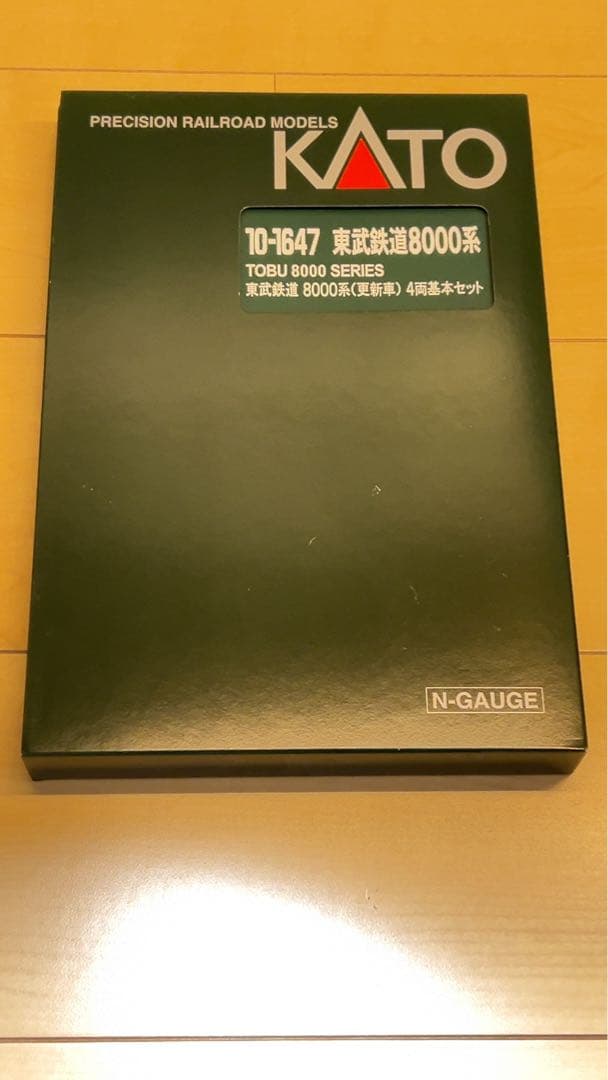 PRECISION RAILROAD MODELS
KATO
10-1647 東武鉄道8000系
TOBU 8000 SERIES
東武鉄道 8000系(更新車) 4両基本セット
N-GAUGE